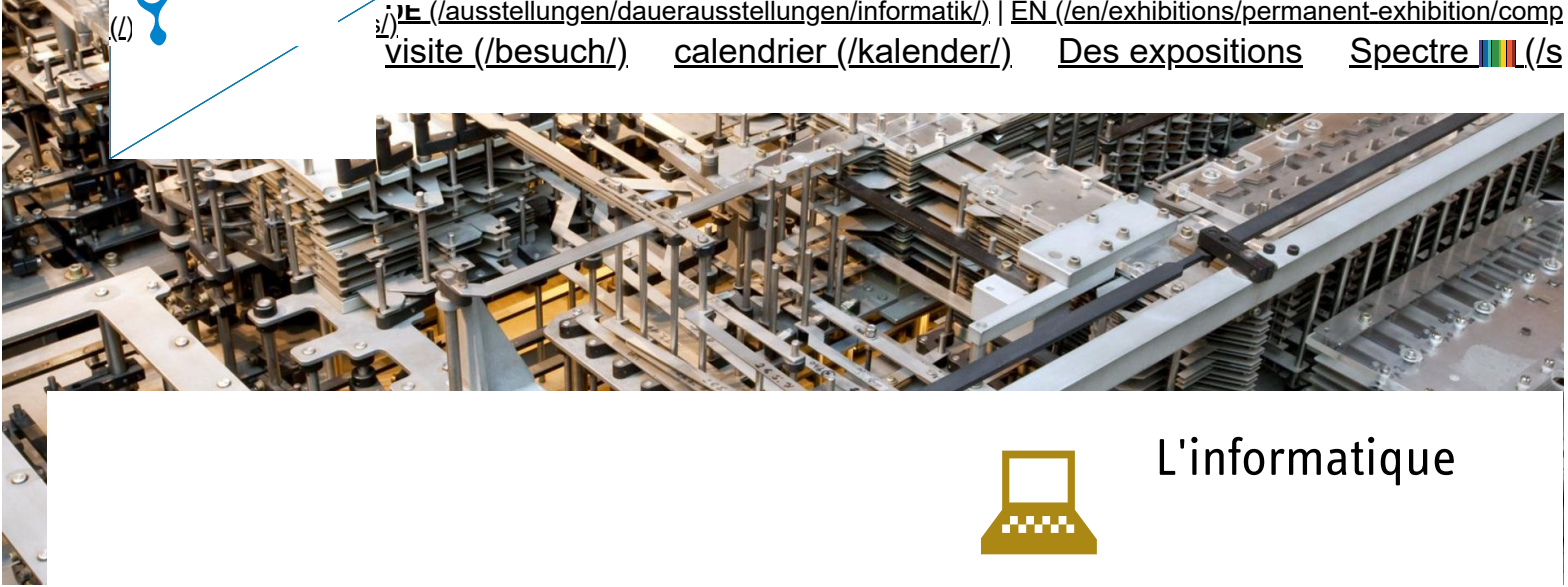 DE (/ausstellungen/dauerausstellungen/informatik/) | EN (/en/exhibitions/permanent-exhibition/comp
(/)
s/)
visite (/besuch/) calendrier (/kalender/) Des expositions Spectre (/s
L'informatique